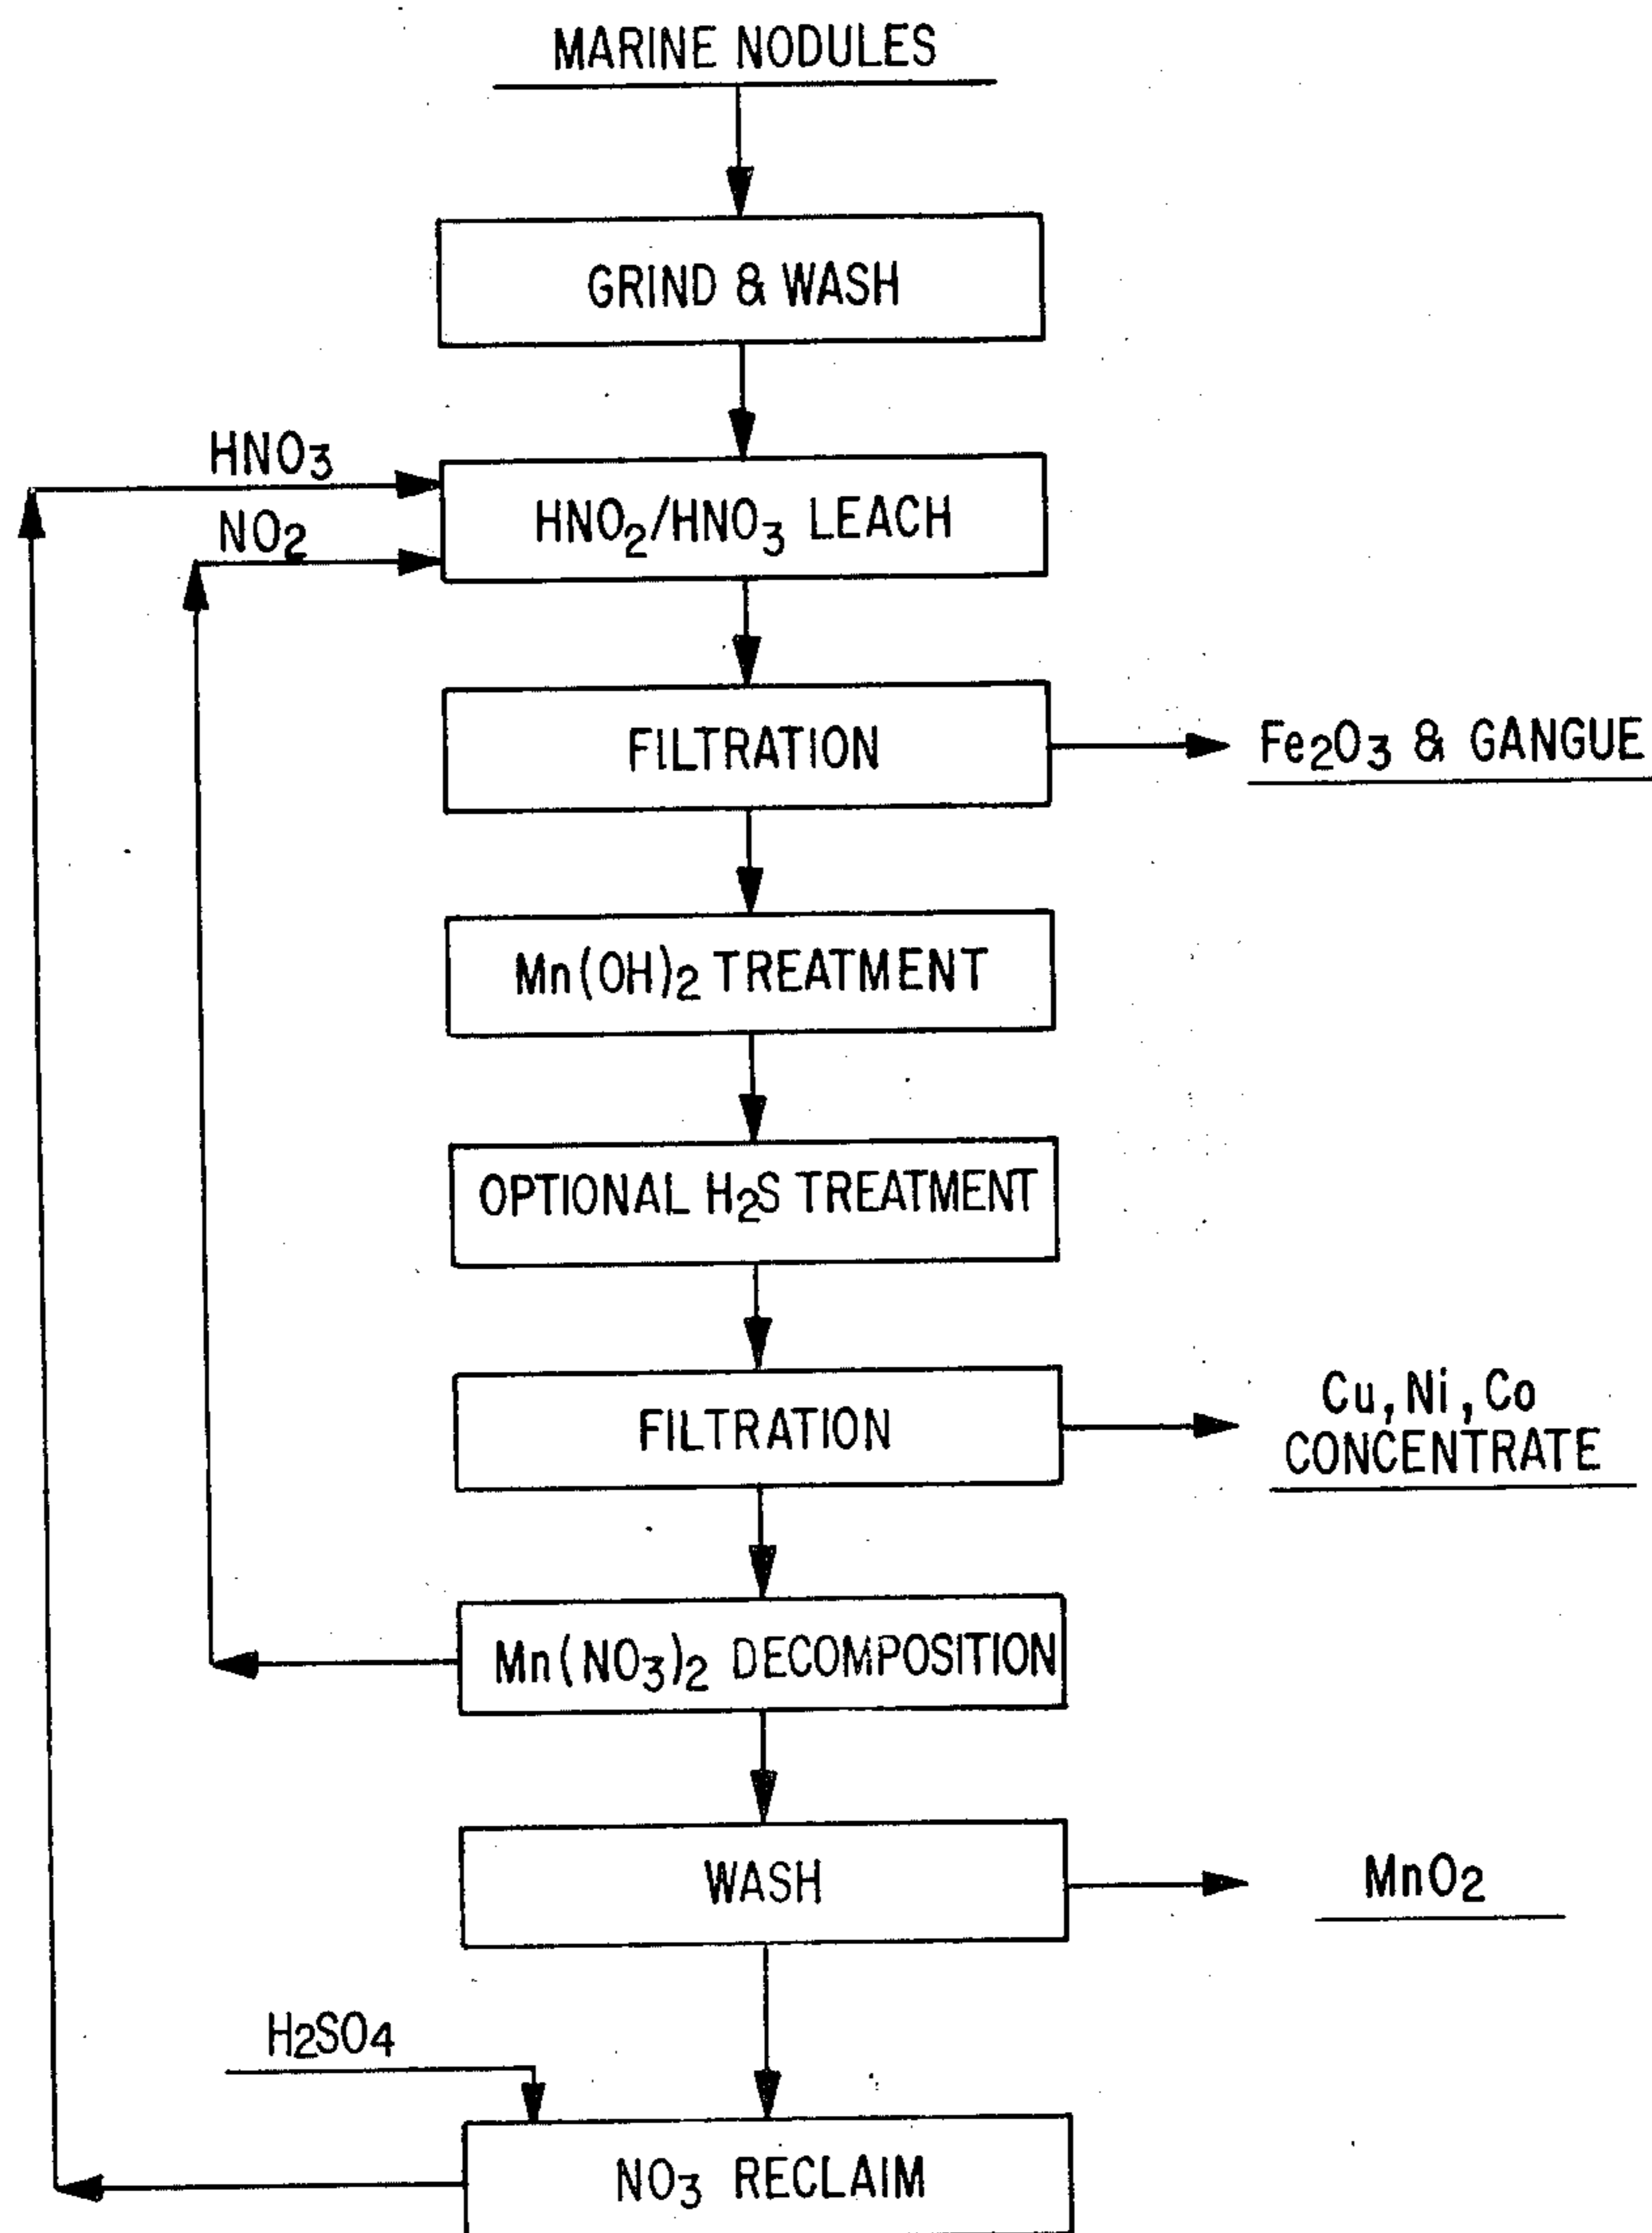 MARINE NODULES
GRIND & WASH
HNO3
HNO2/HNO3 LEACH
NO2
FILTRATION
Fe2O3 & GANGUE
Mn(OH)2 TREATMENT
OPTIONAL H2S TREATMENT
FILTRATION
Cu, Ni, Co
CONCENTRATE
Mn(NO3)2 DECOMPOSITION
WASH
MnO2
H2SO4
NO3 RECLAIM